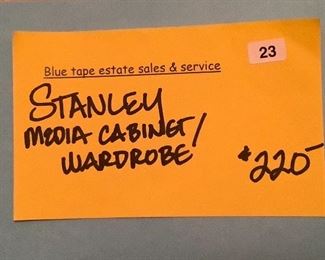 23
Blue tape estate sales & service
STANLEY
MEDIA CABINET/
WARDROBE
$220-